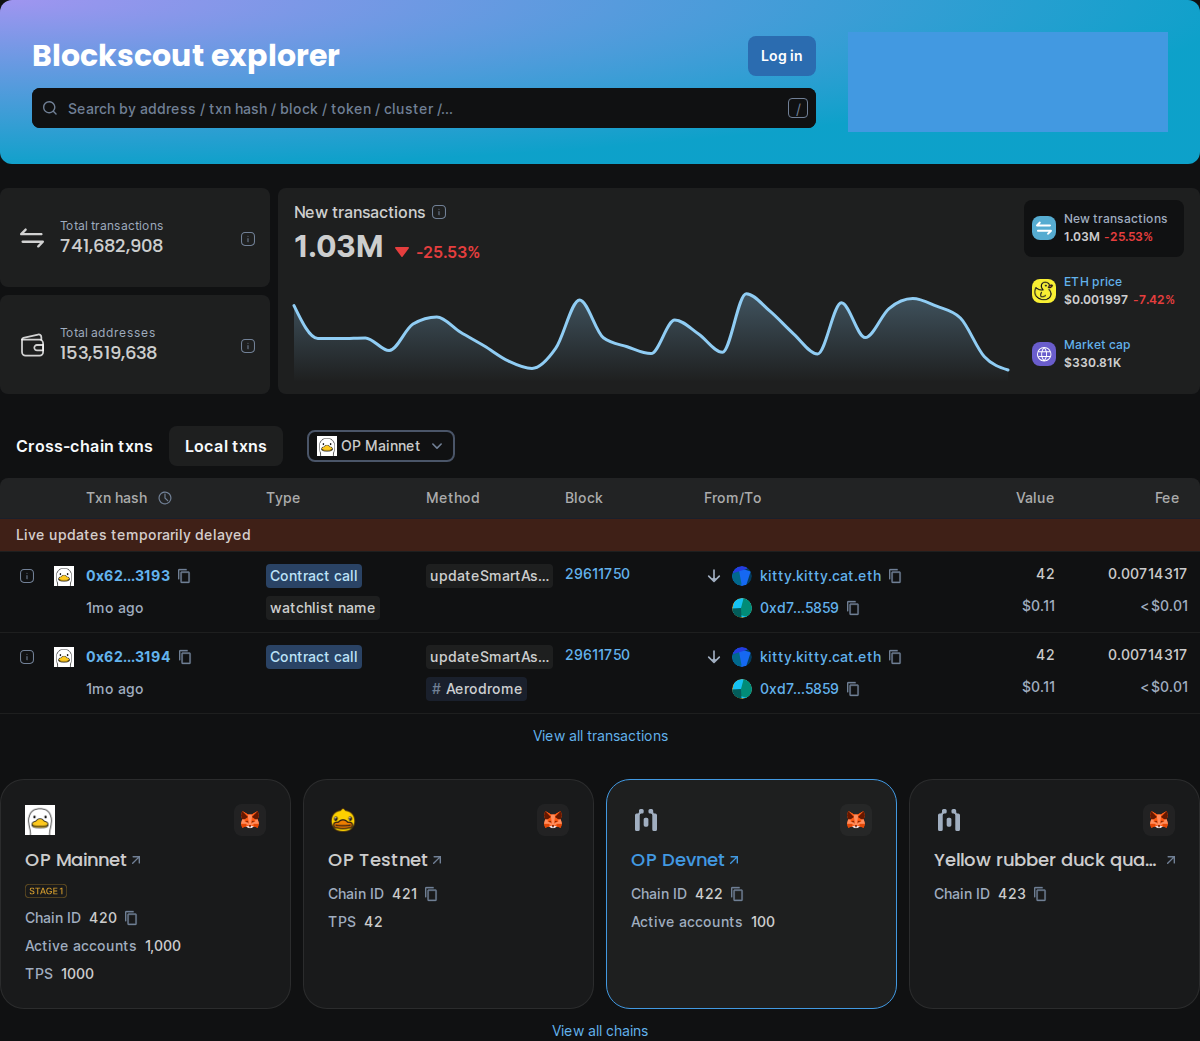 Blockscout explorer
Log in
Search by address / txn hash / block / token / cluster /...
/
Total transactions
741,682,908
Total addresses
153,519,638
New transactions
1.03M -25.53%
New transactions
1.03M -25.53%
ETH price
$0.001997 -7.42%
Market cap
$330.81K
Cross-chain txns
Local txns
OP Mainnet
Txn hash Type Method Block From/To Value Fee
Live updates temporarily delayed
0x62...3193 Contract call updateSmartAs... 29611750 kitty.kitty.cat.eth 42 0.00714317
1mo ago watchlist name 0xd7...5859 $0.11 <$0.01
0x62...3194 Contract call updateSmartAs... 29611750 kitty.kitty.cat.eth 42 0.00714317
1mo ago # Aerodrome 0xd7...5859 $0.11 <$0.01
View all transactions
OP Mainnet
STAGE 1
Chain ID 420
Active accounts 1,000
TPS 1000
OP Testnet
Chain ID 421
TPS 42
OP Devnet
Chain ID 422
Active accounts 100
Yellow rubber duck qua...
Chain ID 423
View all chains